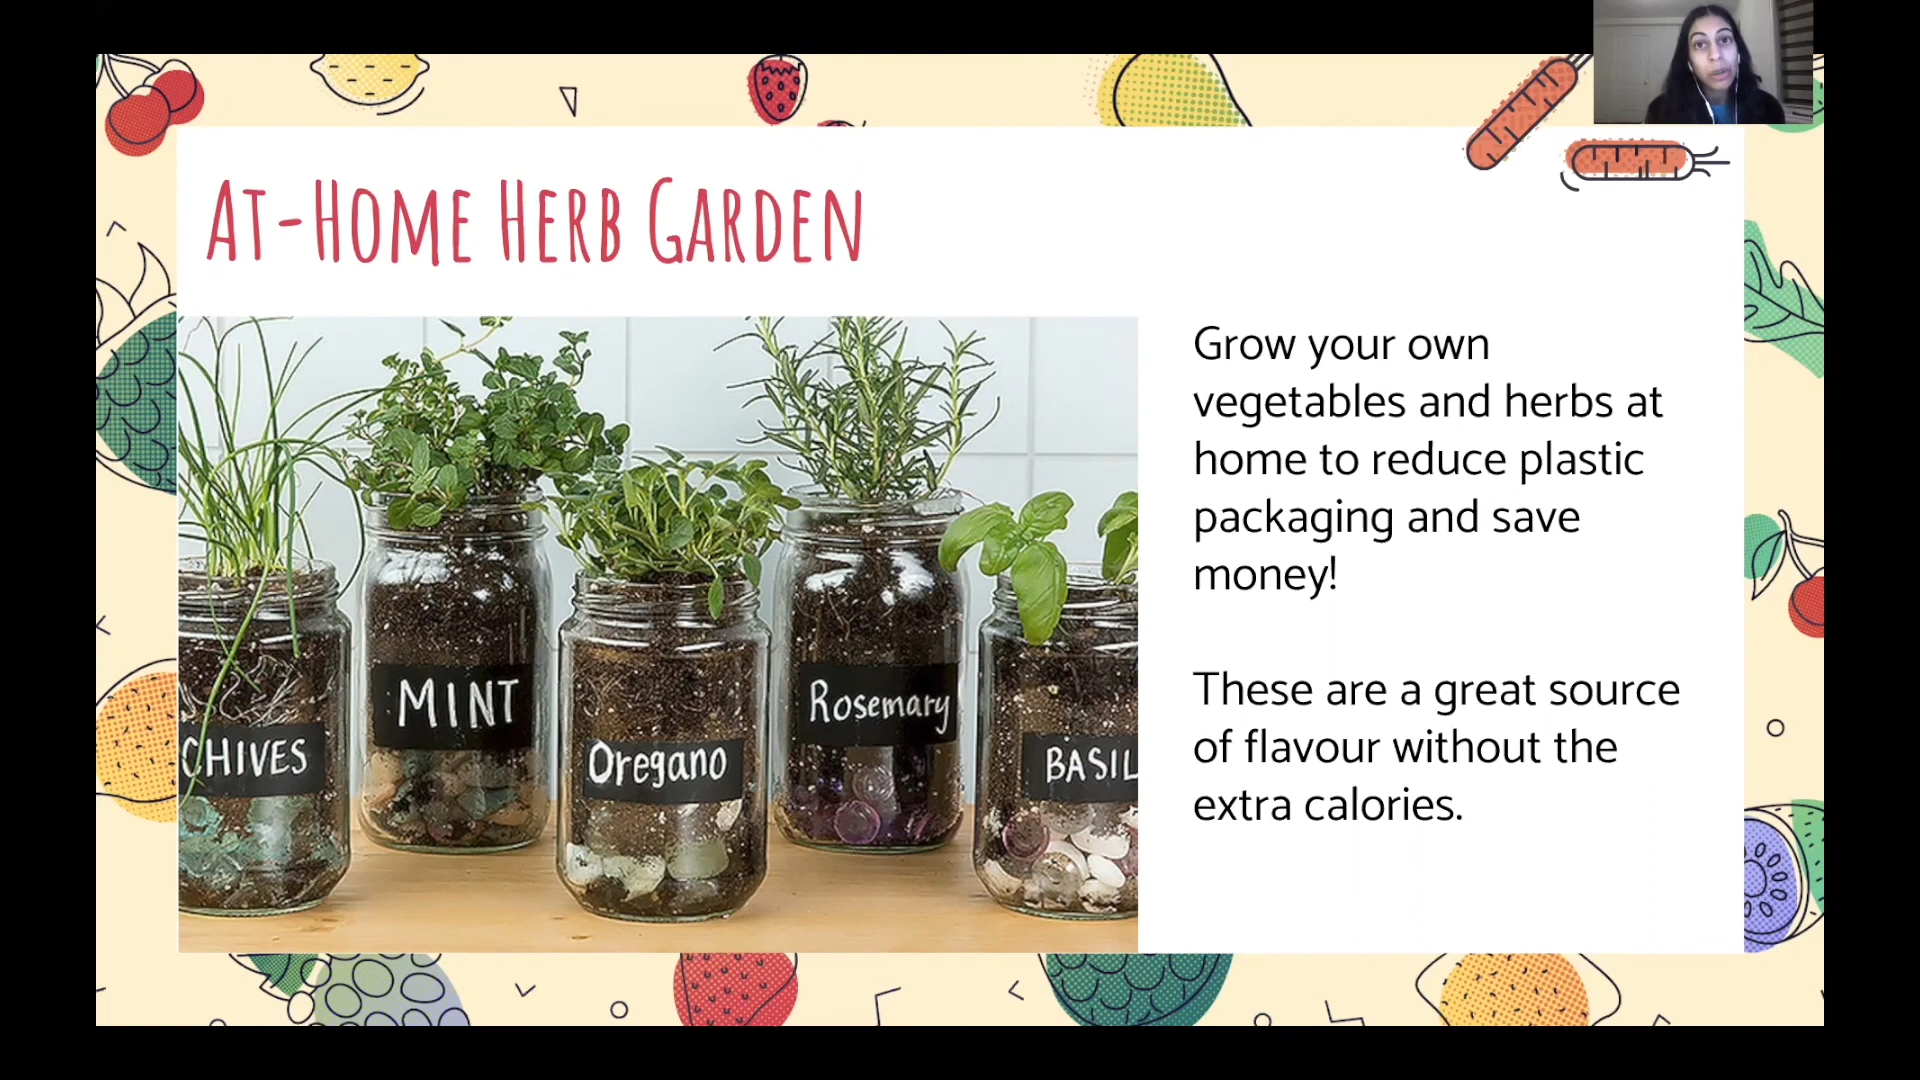 At-Home Herb Garden
Grow your own
vegetables and herbs at
home to reduce plastic
packaging and save
money!
These are a great source
of flavour without the
extra calories.
CHIVES
MINT
Oregano
Rosemary
BASIL